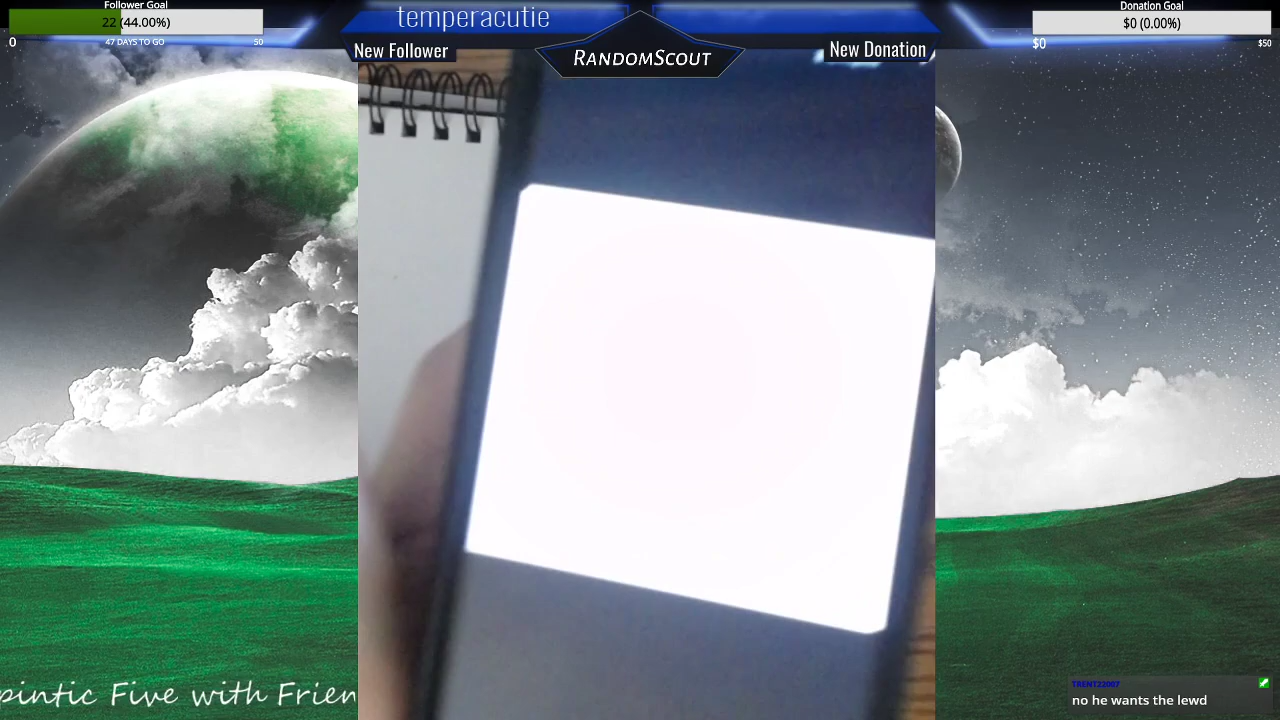 Follower Goal
22 (44.00%)
0 47 DAYS TO GO 50
temperacutie
New Follower
RANDOMSCOUT
New Donation
Donation Goal
$0 (0.00%)
$0 $50
pintic Five with Frien
TRENT22007
no he wants the lewd